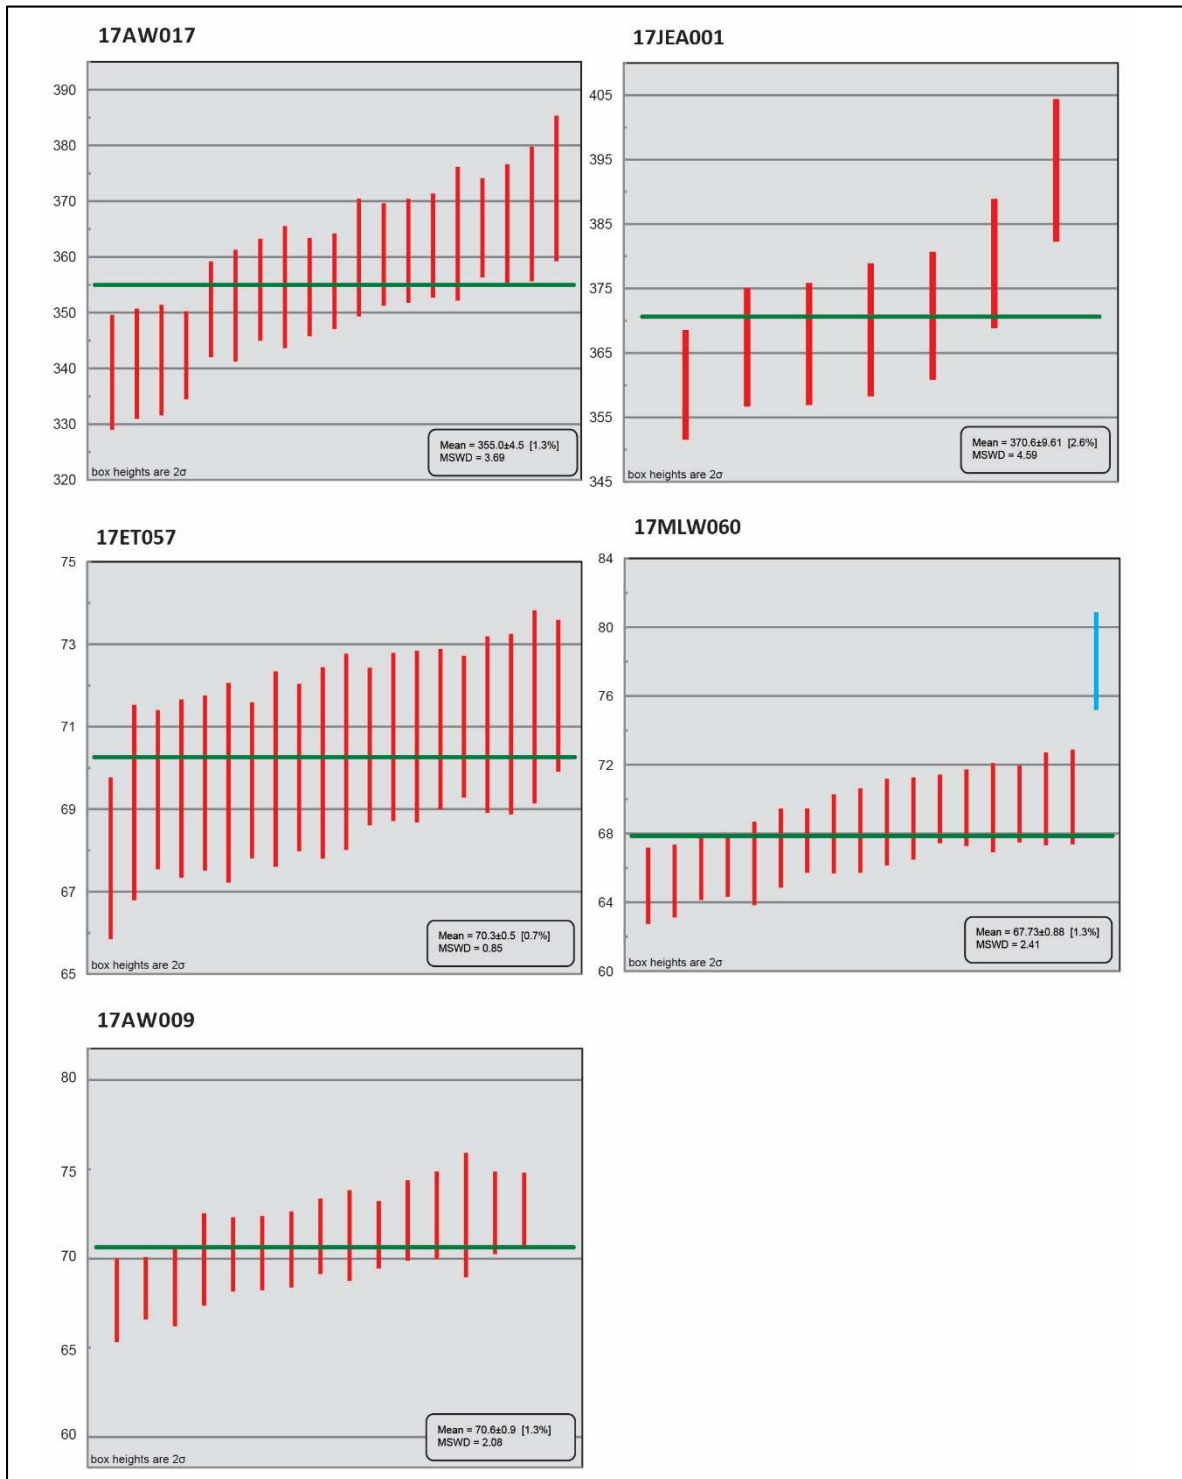 17AW017
390
380
370
360
350
340
330
320
Mean = 355.0±4.5 [1.3%]
MSWD = 3.69
box heights are 2σ
17JEA001
405
395
385
375
365
355
345
Mean = 370.6±9.61 [2.6%]
MSWD = 4.59
box heights are 2σ
17ET057
75
73
71
69
67
65
Mean = 70.3±0.5 [0.7%]
MSWD = 0.85
box heights are 2σ
17MLW060
84
80
76
72
68
64
60
Mean = 67.73±0.88 [1.3%]
MSWD = 2.41
box heights are 2σ
17AW009
80
75
70
65
60
Mean = 70.6±0.9 [1.3%]
MSWD = 2.08
box heights are 2σ